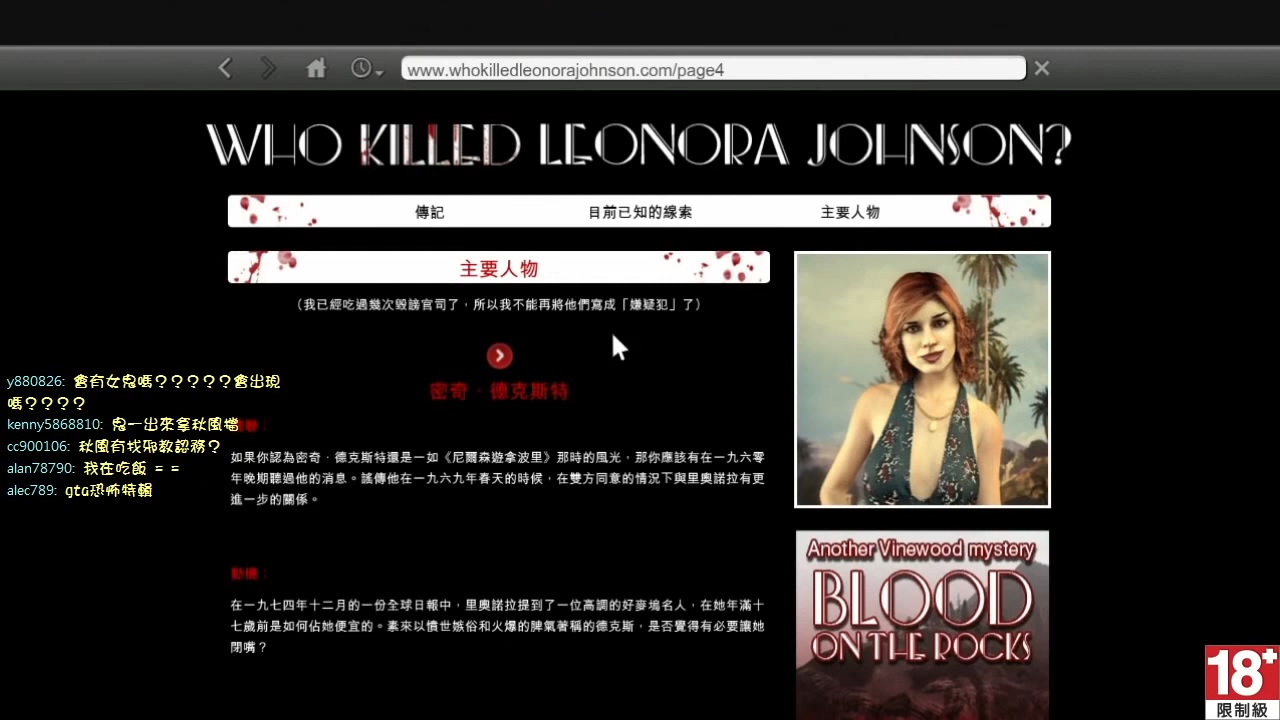 www.whokilledleonorajohnson.com/page4
WHO KILLED LEONORA JOHNSON?
傳記
目前已知的線索
主要人物
主要人物
（我已經吃過幾次毀謗官司了，所以我不能再將他們寫成「嫌疑犯」了）
密奇．德克斯特
如果你認為密奇．德克斯特還是一如《尼爾森遊拿波里》那時的風光，那你應該有在一九六零
年晚期聽過他的消息。謠傳他在一九六九年春天的時候，在雙方同意的情況下與里奧諾拉有更
進一步的關係。
動機：
在一九七四年十二月的一份全球日報中，里奧諾拉提到了一位高調的好麥塢名人，在她年滿十
七歲前是如何佔她便宜的。素來以憤世嫉俗和火爆的脾氣著稱的德克斯，是否覺得有必要讓她
閉嘴？
y880826: 會有女鬼嗎？？？？？會出現
嗎？？？？
kenny5868810: 鬼一出來拿秋風擋
cc900106: 秋風有找邪教認務？
alan78790: 我在吃飯 = =
alec789: gta恐怖特輯
Another Vinewood mystery
BLOOD
ON THE ROCKS
18+
限制級